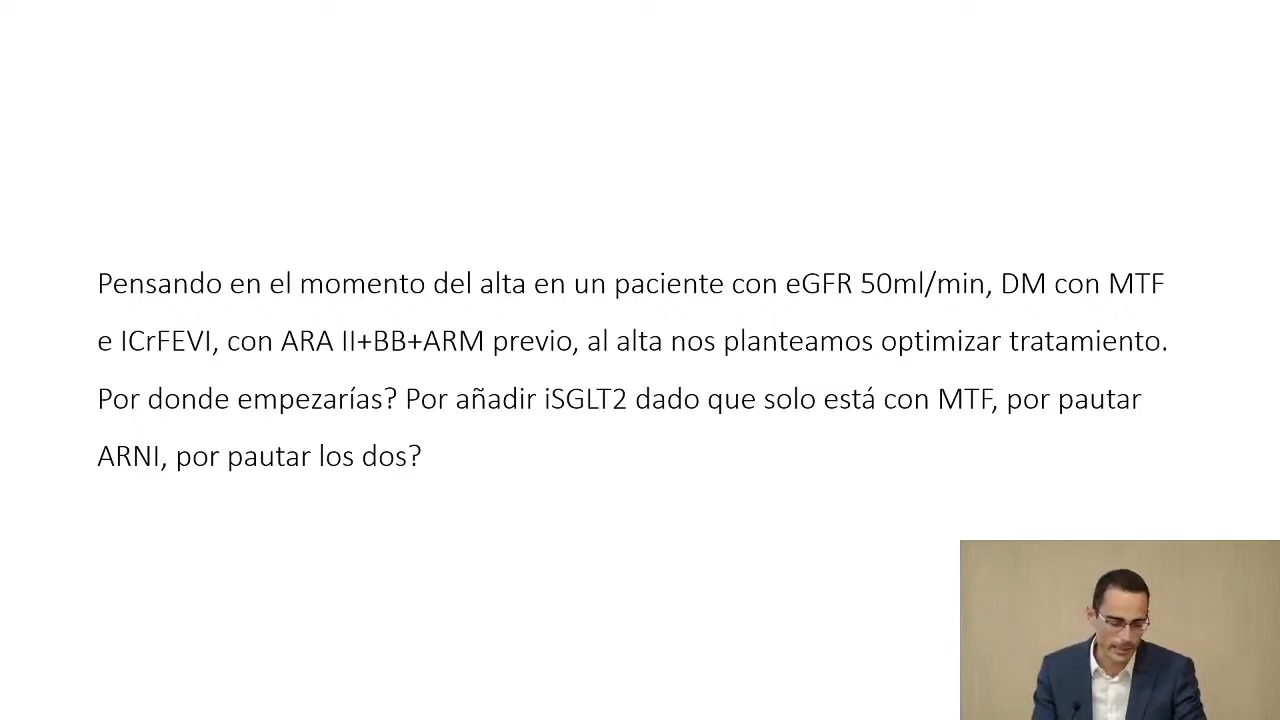 Pensando en el momento del alta en un paciente con eGFR 50ml/min, DM con MTF
e ICrFEVI, con ARA II+BB+ARM previo, al alta nos planteamos optimizar tratamiento.
Por donde empezarías? Por añadir iSGLT2 dado que solo está con MTF, por pautar
ARNI, por pautar los dos?